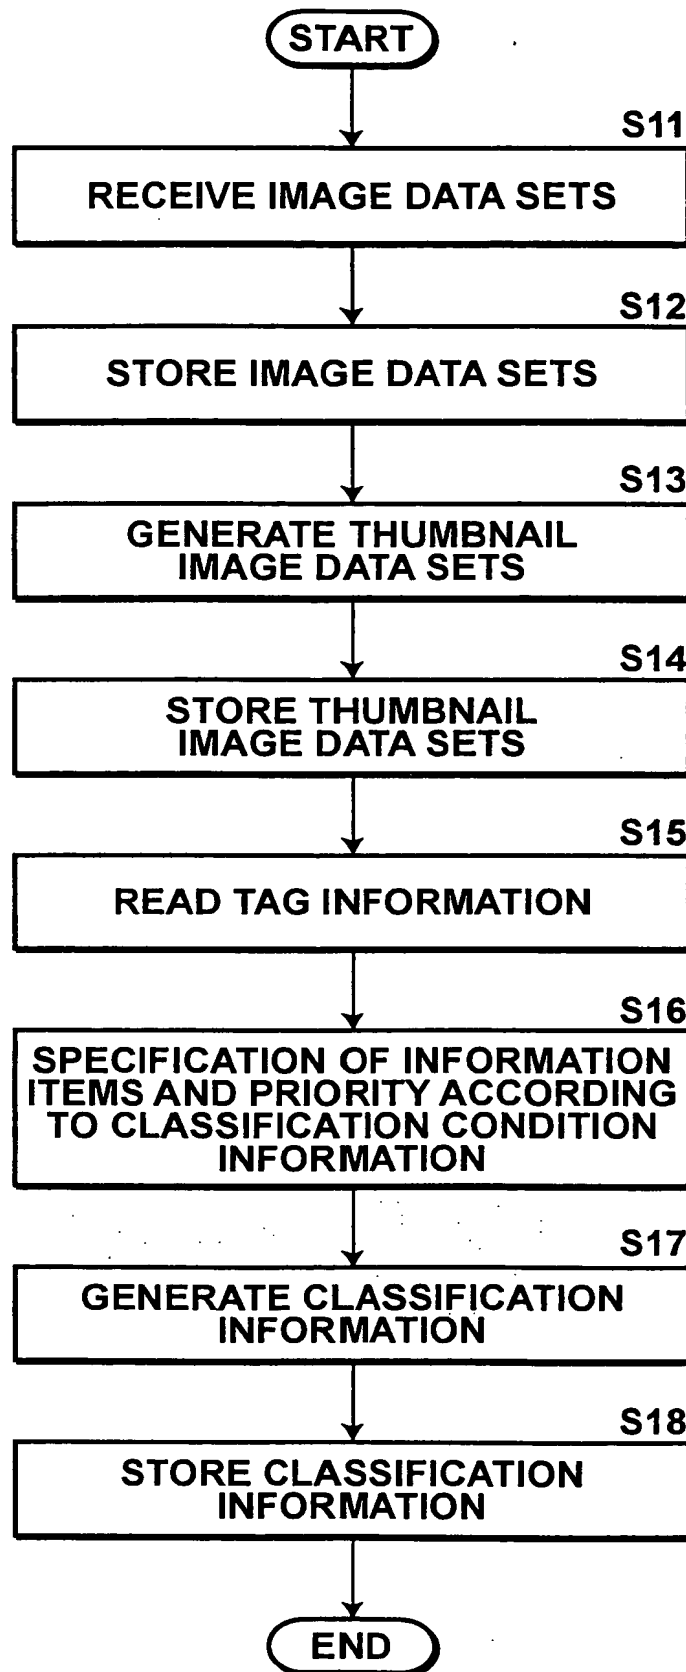 START
S11
RECEIVE IMAGE DATA SETS
S12
STORE IMAGE DATA SETS
S13
GENERATE THUMBNAIL
IMAGE DATA SETS
S14
STORE THUMBNAIL
IMAGE DATA SETS
S15
READ TAG INFORMATION
S16
SPECIFICATION OF INFORMATION
ITEMS AND PRIORITY ACCORDING
TO CLASSIFICATION CONDITION
INFORMATION
S17
GENERATE CLASSIFICATION
INFORMATION
S18
STORE CLASSIFICATION
INFORMATION
END